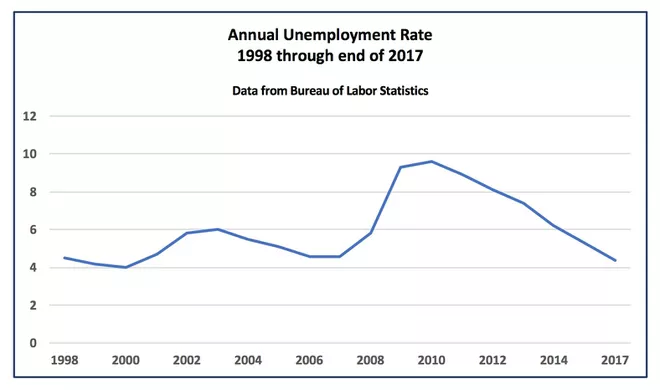 Annual Unemployment Rate
1998 through end of 2017
Data from Bureau of Labor Statistics
12
10
8
6
4
2
0
1998 2000 2002 2004 2006 2008 2010 2012 2014 2017